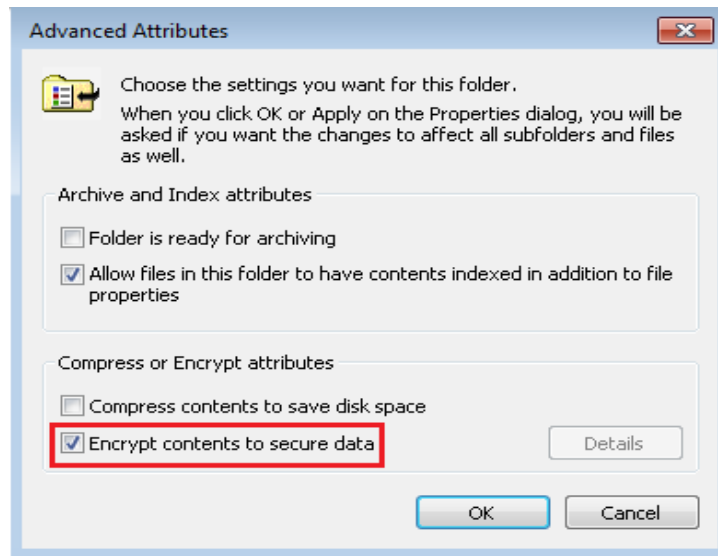 Advanced Attributes
Choose the settings you want for this folder.
When you click OK or Apply on the Properties dialog, you will be
asked if you want the changes to affect all subfolders and files
as well.
Archive and Index attributes
Folder is ready for archiving
Allow files in this folder to have contents indexed in addition to file
properties
Compress or Encrypt attributes
Compress contents to save disk space
Encrypt contents to secure data
Details
OK
Cancel